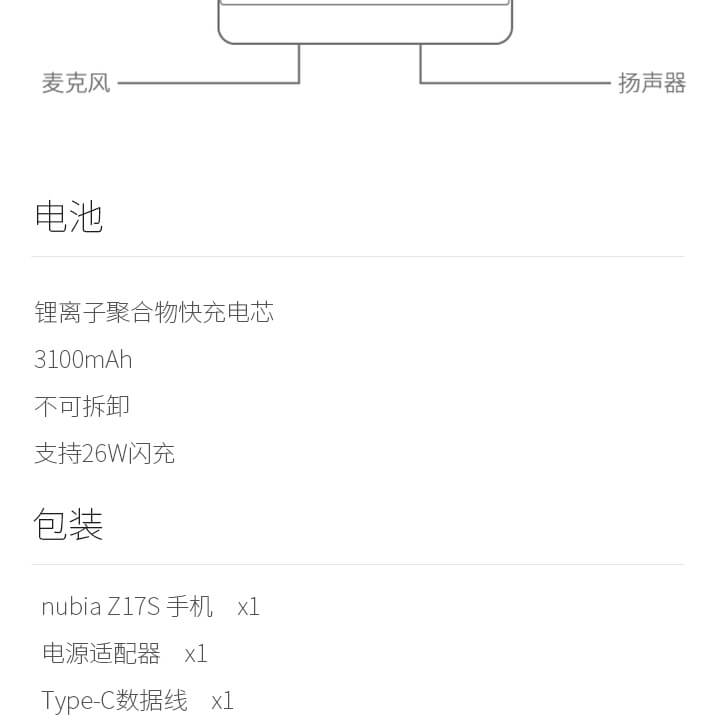 麦克风
扬声器
电池
锂离子聚合物快充电芯
3100mAh
不可拆卸
支持26W闪充
包装
nubia Z17S 手机 x1
电源适配器 x1
Type-C数据线 x1